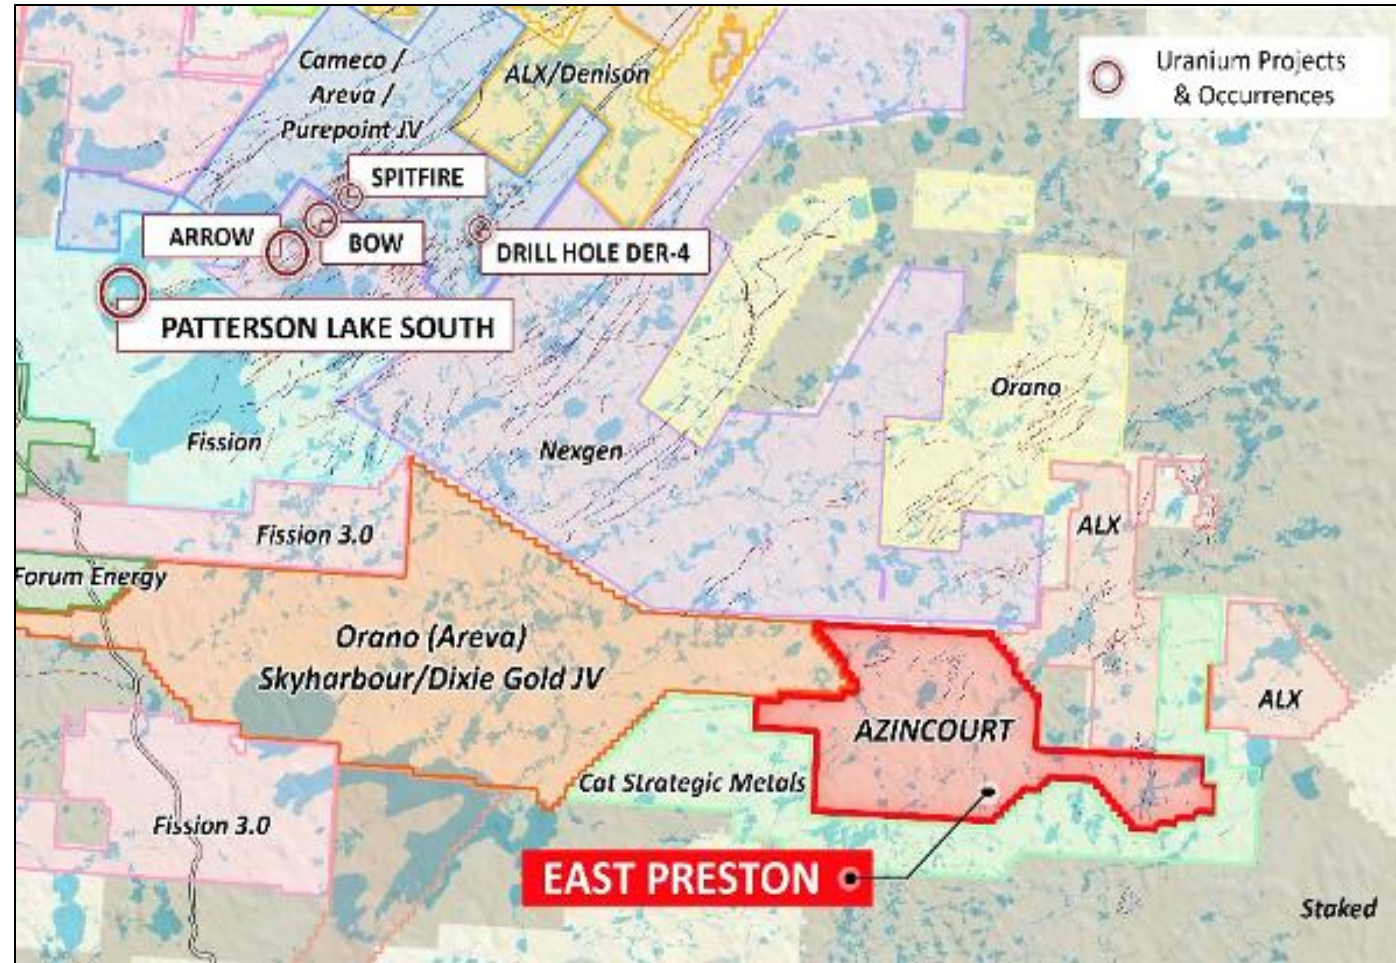 Cameco /
Areva /
Purepoint JV
ALX/Denison
Uranium Projects
& Occurrences
SPITFIRE
ARROW
BOW
DRILL HOLE DER-4
PATTERSON LAKE SOUTH
Orano
Fission
Nexgen
Fission 3.0
ALX
Forum Energy
Orano (Areva)
Skyharbour/Dixie Gold JV
ALX
AZINCOURT
Cat Strategic Metals
Fission 3.0
EAST PRESTON
Staked